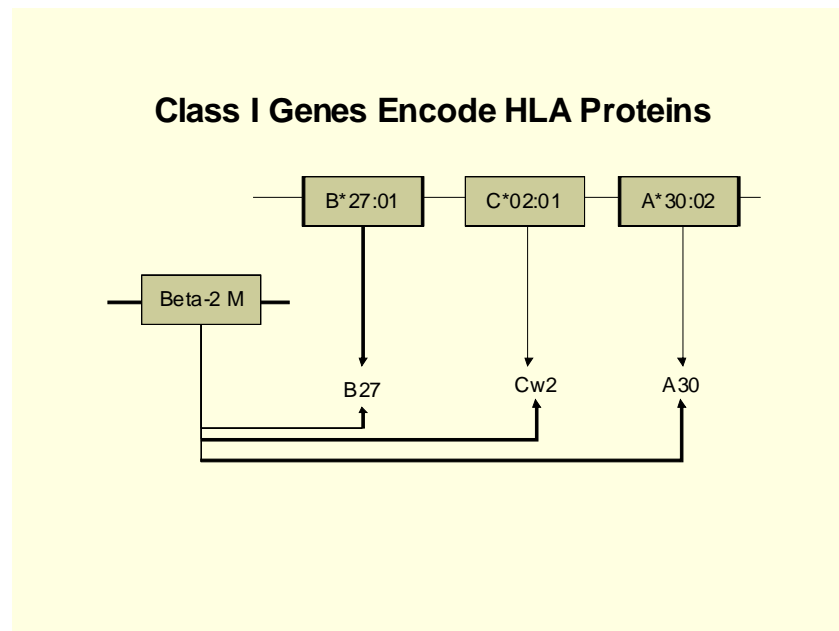 Class I Genes Encode HLA Proteins
B*27:01
C*02:01
A*30:02
Beta-2 M
B27
Cw2
A30